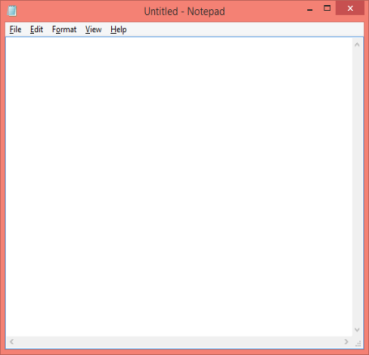 Untitled - Notepad
File Edit Format View Help